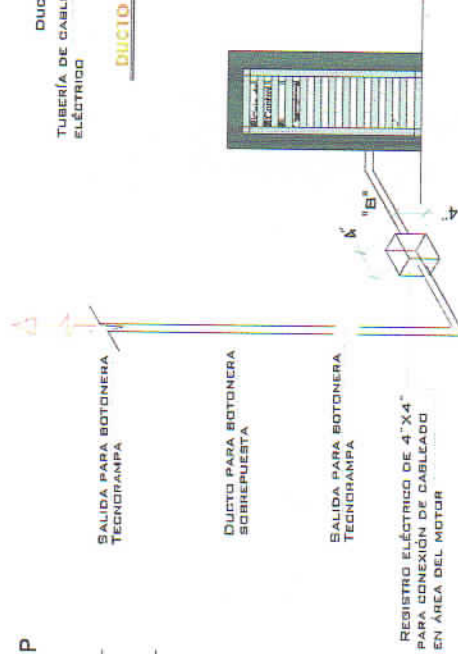 P
SALIDA PARA BOTONERA
TECNORAMPA
DUCTO PARA BOTONERA
SOBREPUESTA
SALIDA PARA BOTONERA
TECNORAMPA
REGISTRO ELÉCTRICO DE 4"X4"
PARA CONEXIÓN DE CABLEADO
EN ÁREA DEL MOTOR
DUC
TUBERÍA DE CABL
ELÉCTRICO
DUCTO
"B"
4"
4"
Control